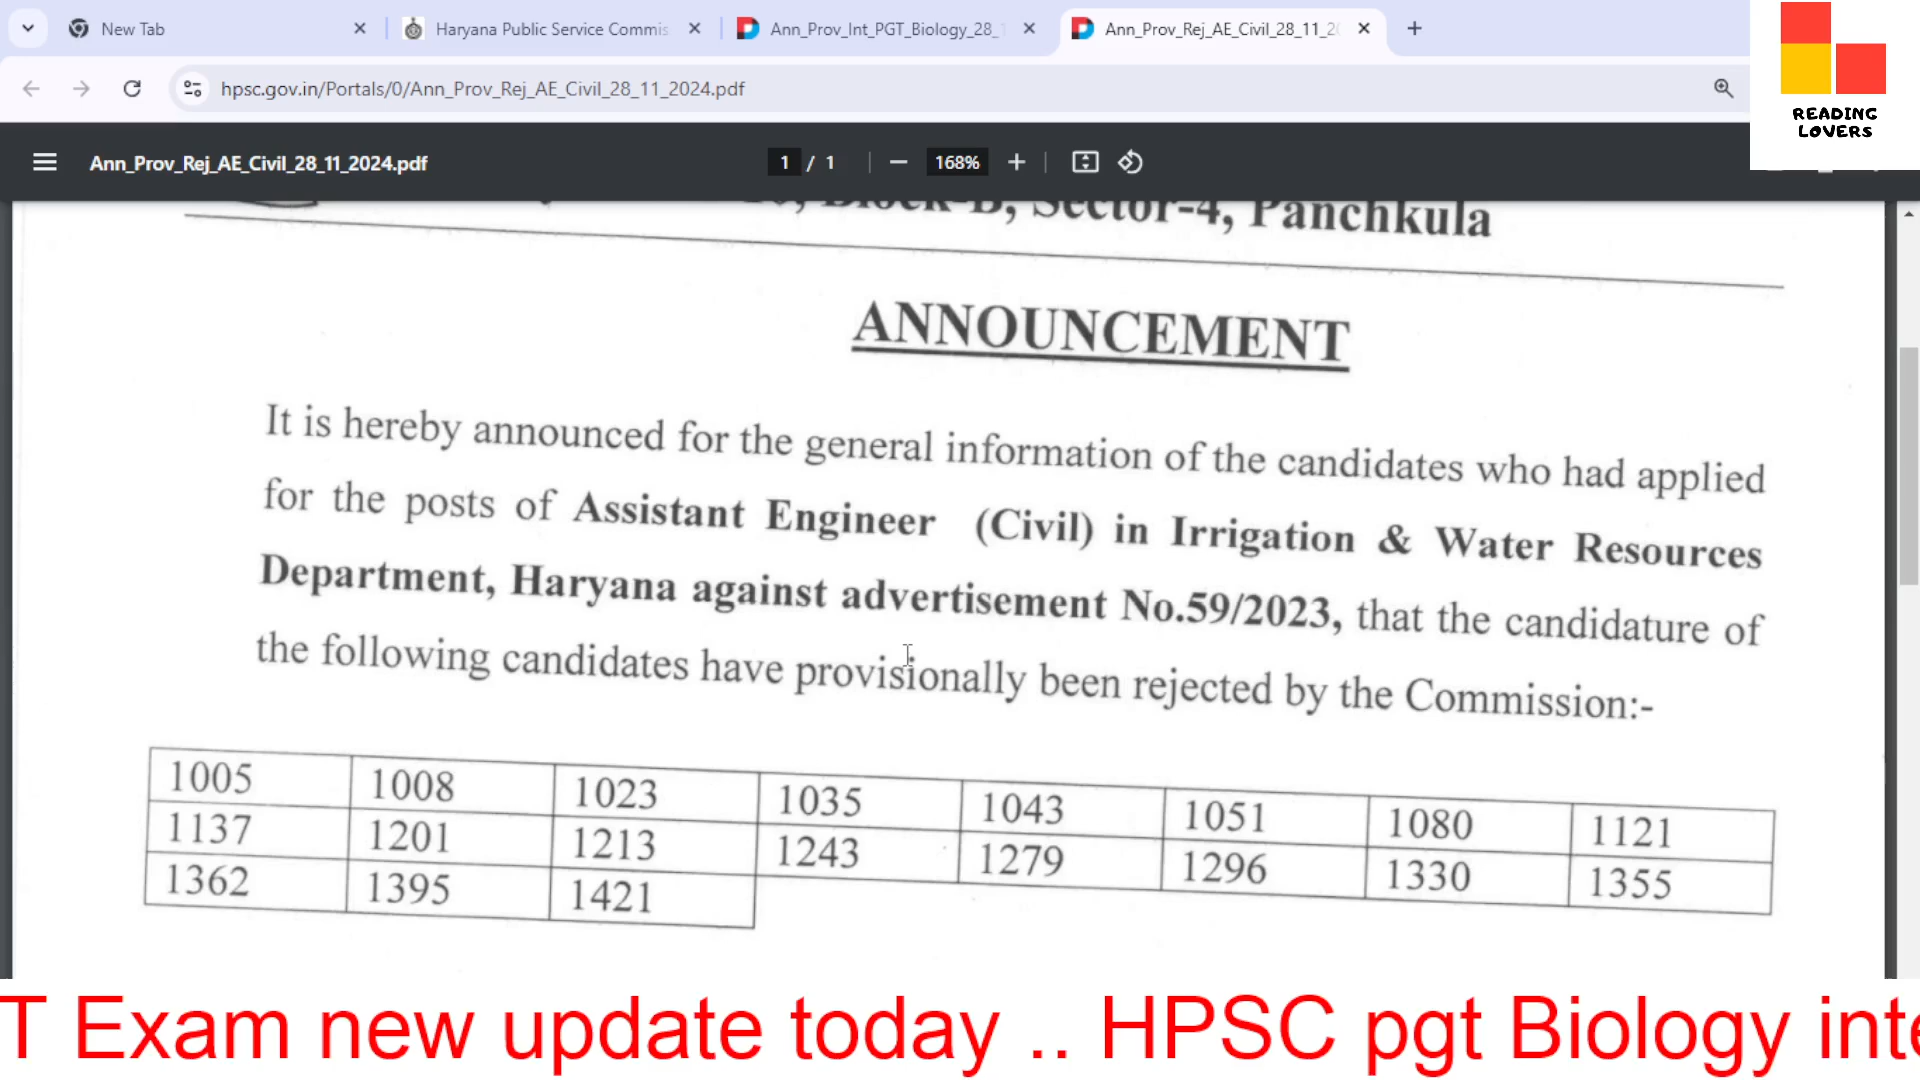 New Tab
Haryana Public Service Commis
Ann_Prov_Int_PGT_Biology_28_
Ann_Prov_Rej_AE_Civil_28_11_20
READING
LOVERS
hpsc.gov.in/Portals/0/Ann_Prov_Rej_AE_Civil_28_11_2024.pdf
Ann_Prov_Rej_AE_Civil_28_11_2024.pdf
1 / 1
168%
Block-B, Sector-4, Panchkula
ANNOUNCEMENT
It is hereby announced for the general information of the candidates who had applied
for the posts of Assistant Engineer (Civil) in Irrigation & Water Resources
Department, Haryana against advertisement No.59/2023, that the candidature of
the following candidates have provisionally been rejected by the Commission:-
1005 1008 1023 1035 1043 1051 1080 1121
1137 1201 1213 1243 1279 1296 1330 1355
1362 1395 1421
T Exam new update today .. HPSC pgt Biology inte